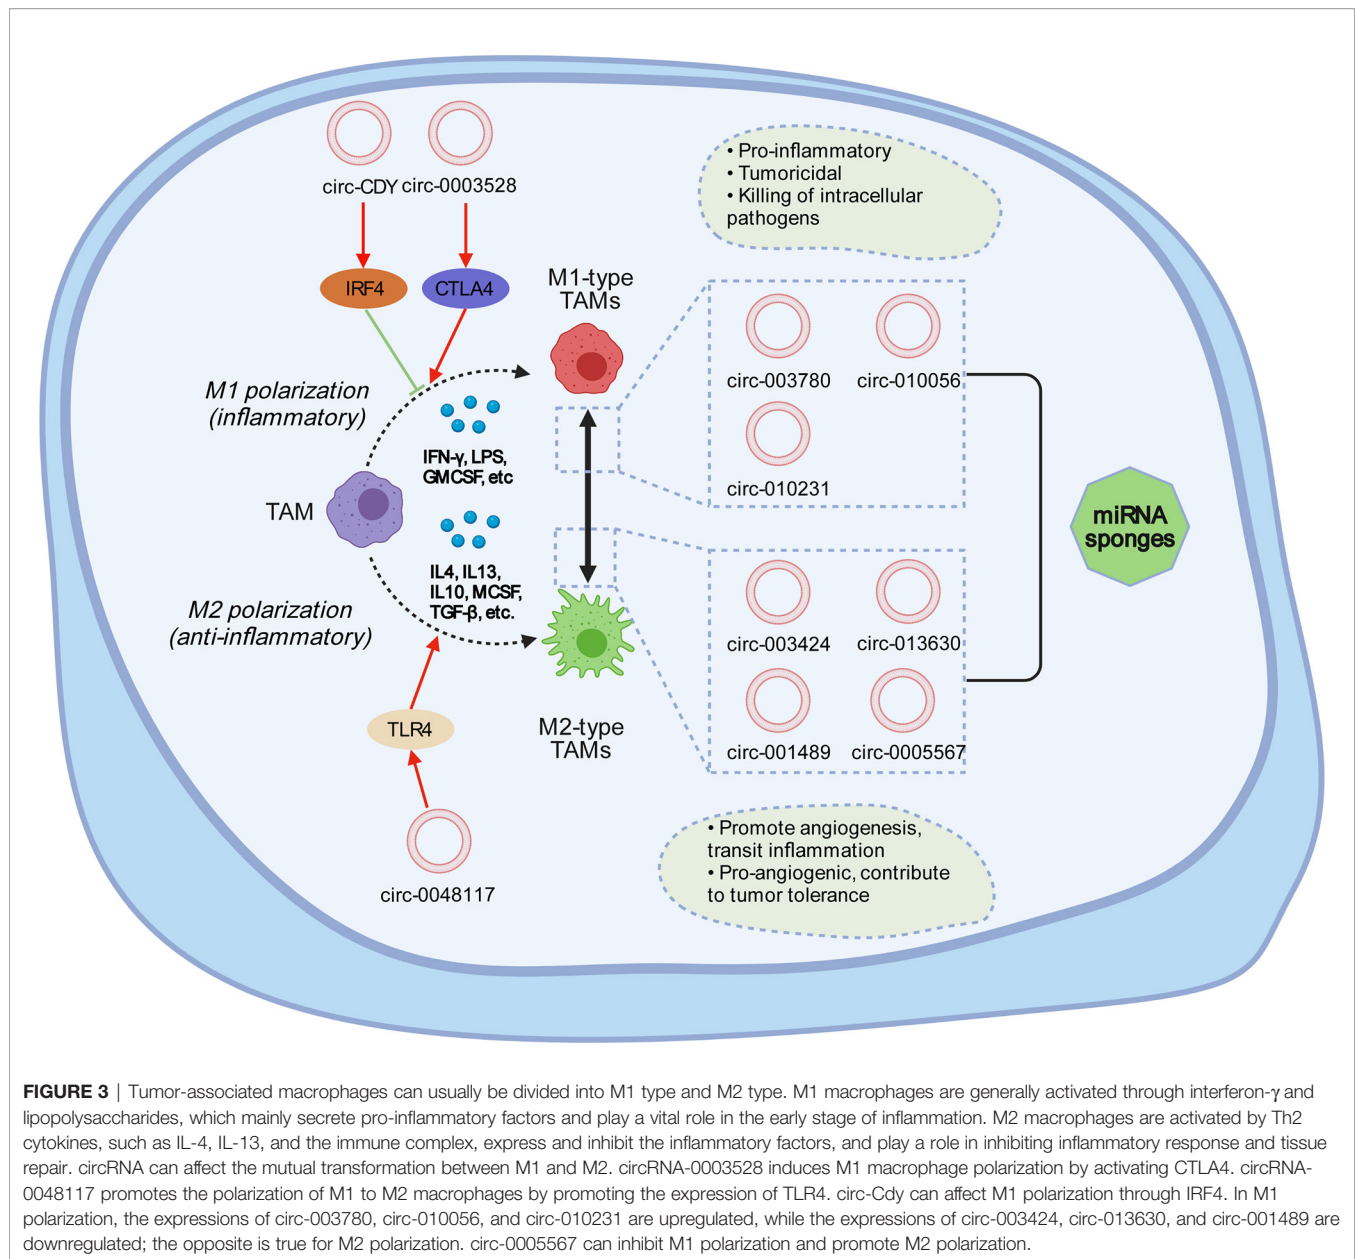 circ-CDY circ-0003528
IRF4
CTLA4
M1-type
TAMs
• Pro-inflammatory
• Tumoricidal
• Killing of intracellular
pathogens
M1 polarization
(inflammatory)
IFN-γ, LPS,
GMCSF, etc
TAM
IL4, IL13,
IL10, MCSF,
TGF-β, etc.
M2 polarization
(anti-inflammatory)
TLR4
M2-type
TAMs
circ-0048117
circ-003780
circ-010056
circ-010231
miRNA
sponges
circ-003424
circ-013630
circ-001489
circ-0005567
• Promote angiogenesis,
transit inflammation
• Pro-angiogenic, contribute
to tumor tolerance
FIGURE 3 | Tumor-associated macrophages can usually be divided into M1 type and M2 type. M1 macrophages are generally activated through interferon-γ and
lipopolysaccharides, which mainly secrete pro-inflammatory factors and play a vital role in the early stage of inflammation. M2 macrophages are activated by Th2
cytokines, such as IL-4, IL-13, and the immune complex, express and inhibit the inflammatory factors, and play a role in inhibiting inflammatory response and tissue
repair. circRNA can affect the mutual transformation between M1 and M2. circRNA-0003528 induces M1 macrophage polarization by activating CTLA4. circRNA-
0048117 promotes the polarization of M1 to M2 macrophages by promoting the expression of TLR4. circ-Cdy can affect M1 polarization through IRF4. In M1
polarization, the expressions of circ-003780, circ-010056, and circ-010231 are upregulated, while the expressions of circ-003424, circ-013630, and circ-001489 are
downregulated; the opposite is true for M2 polarization. circ-0005567 can inhibit M1 polarization and promote M2 polarization.